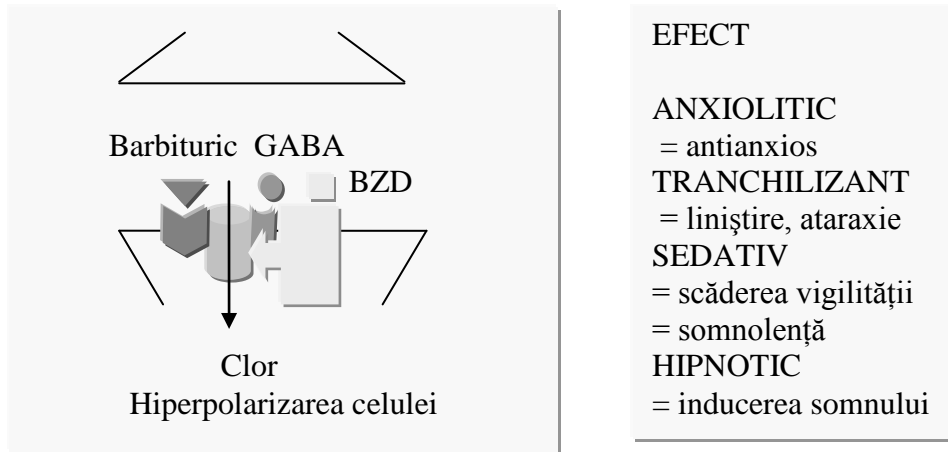 Barbituric GABA
BZD
Clor
Hiperpolarizarea celulei
EFECT
ANXIOLITIC
= antianxios
TRANCHILIZANT
= liniştire, ataraxie
SEDATIV
= scăderea vigilităţii
= somnolenţă
HIPNOTIC
= inducerea somnului